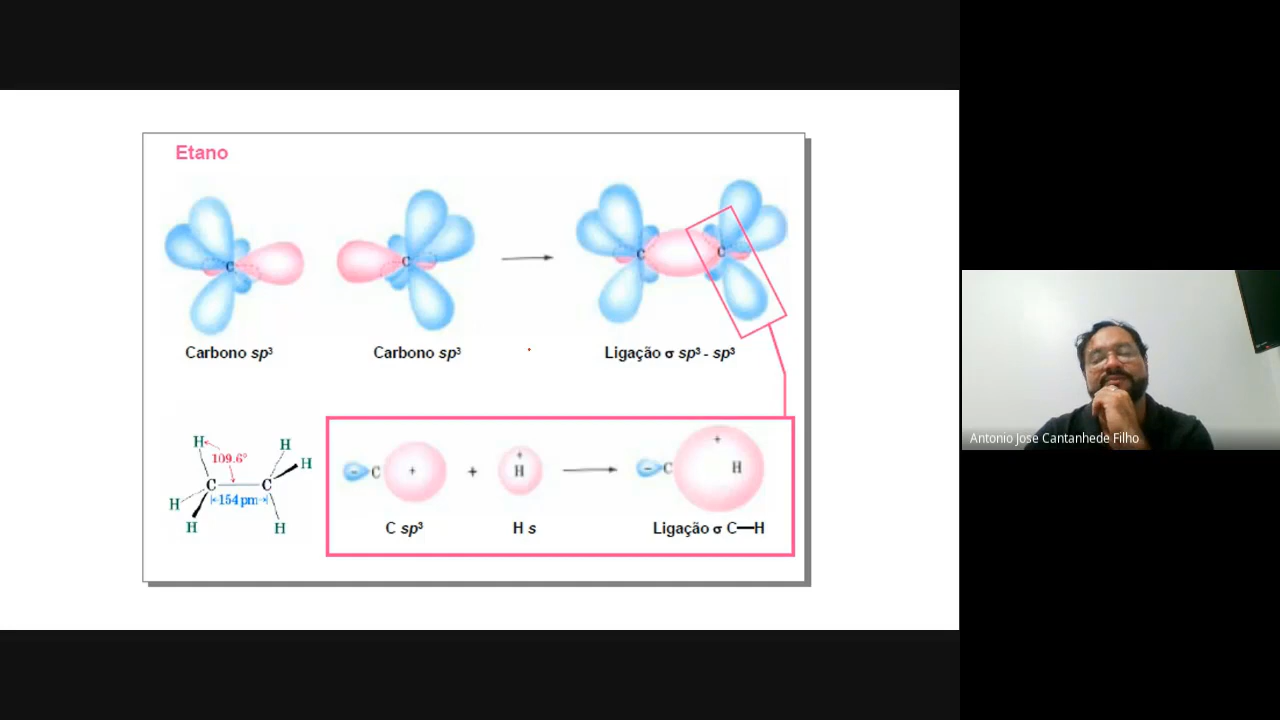 Etano
C
C
C
C
Carbono sp³
Carbono sp³
Ligação σ sp³ - sp³
H
109.6°
H
H
C
C
154 pm
H
H
H
- C + + + H → - C + H
C sp³
H s
Ligação σ C—H
Antonio Jose Cantanhede Filho